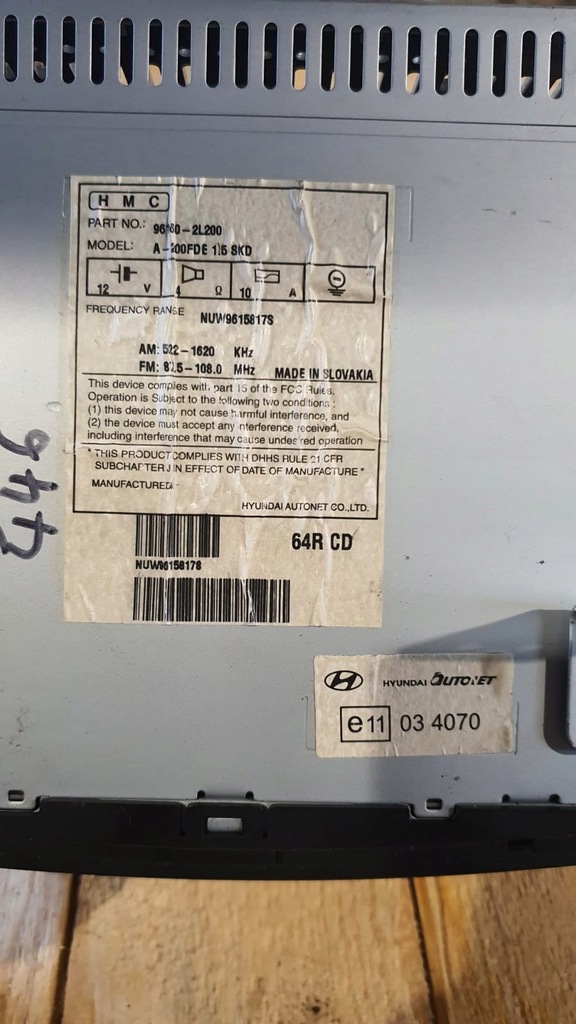 H M C
PART NO.: 96160-2L200
MODEL: A-200FDE 1.5 SKD
12 V
4 Ω
10 A
FREQUENCY RANGE
NUW96158178
AM: 522-1620 KHz
FM: 87.5-108.0 MHz MADE IN SLOVAKIA
This device complies with part 15 of the FCC Rules.
Operation is Subject to the following two conditions:
(1) this device may not cause harmful interference, and
(2) the device must accept any interference received,
including interference that may cause undesired operation
* THIS PRODUCT COMPLIES WITH DHHS RULE 21 CFR
SUBCHAPTER J IN EFFECT OF DATE OF MANUFACTURE *
MANUFACTURED:-
HYUNDAI AUTONET CO.,LTD.
64R CD
NUW96158178
446
HYUNDAI AUTONET
e11 03 4070